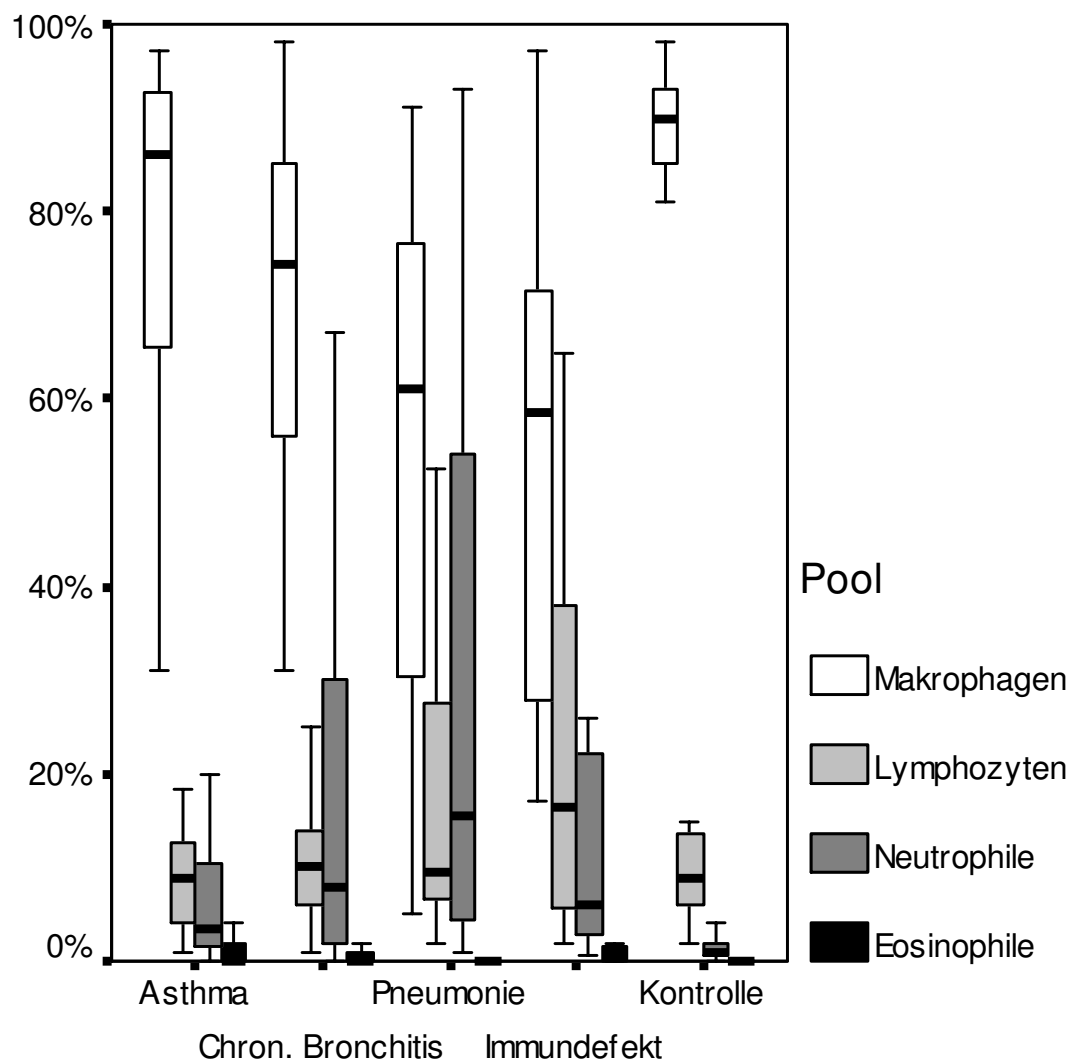 100%
80%
60%
40%
20%
0%
Asthma Pneumonie Kontrolle
Chron. Bronchitis Immundefekt
Pool
Makrophagen
Lymphozyten
Neutrophile
Eosinophile